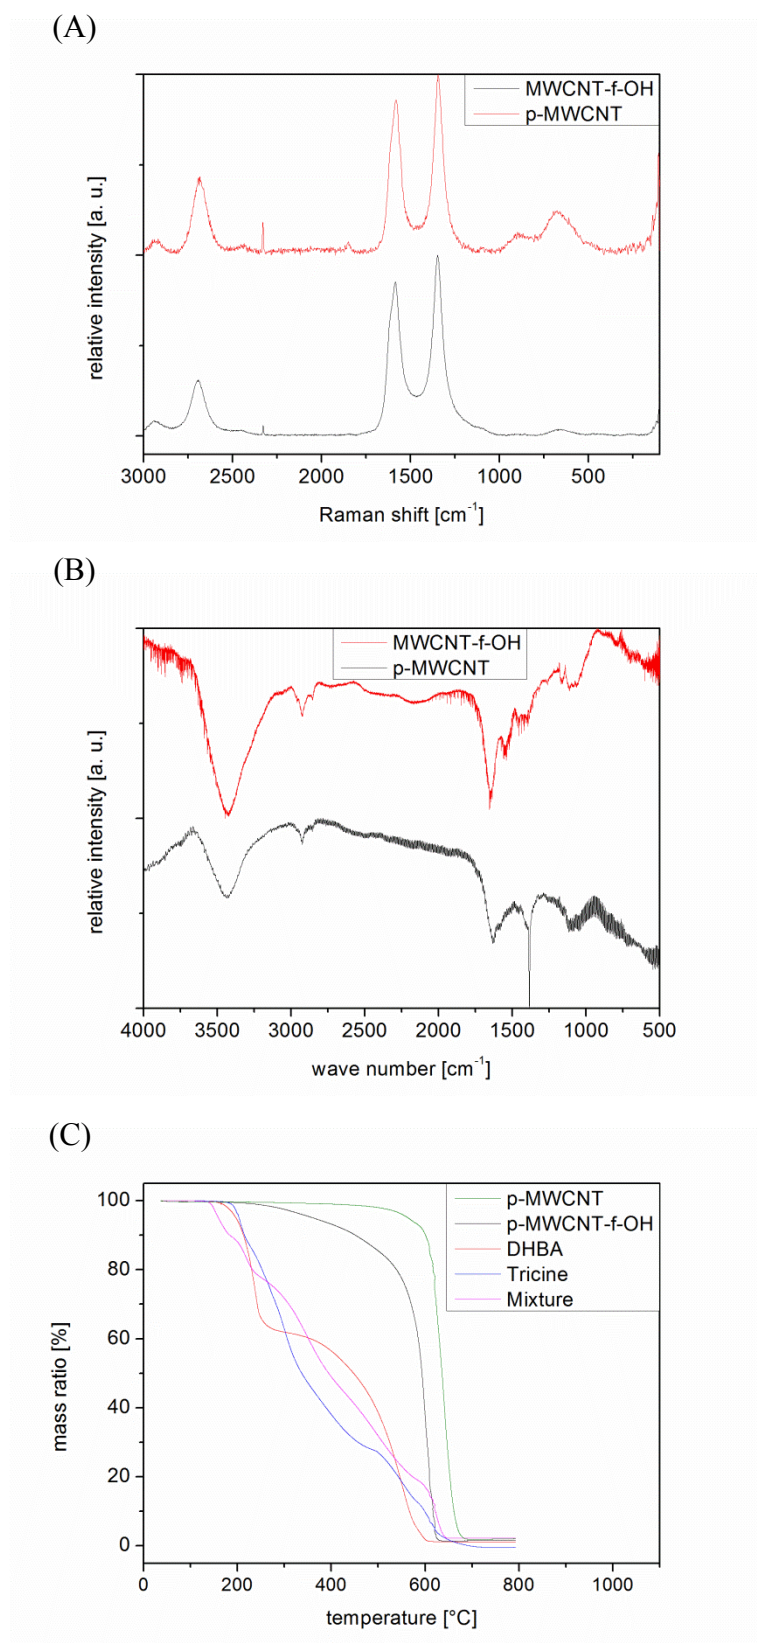 (A)
MWCNT-f-OH
p-MWCNT
relative intensity [a. u.]
3000 2500 2000 1500 1000 500
Raman shift [cm⁻¹]
(B)
MWCNT-f-OH
p-MWCNT
relative intensity [a. u.]
4000 3500 3000 2500 2000 1500 1000 500
wave number [cm⁻¹]
(C)
p-MWCNT
p-MWCNT-f-OH
DHBA
Tricine
Mixture
100
80
60
40
20
0
mass ratio [%]
0 200 400 600 800 1000
temperature [°C]